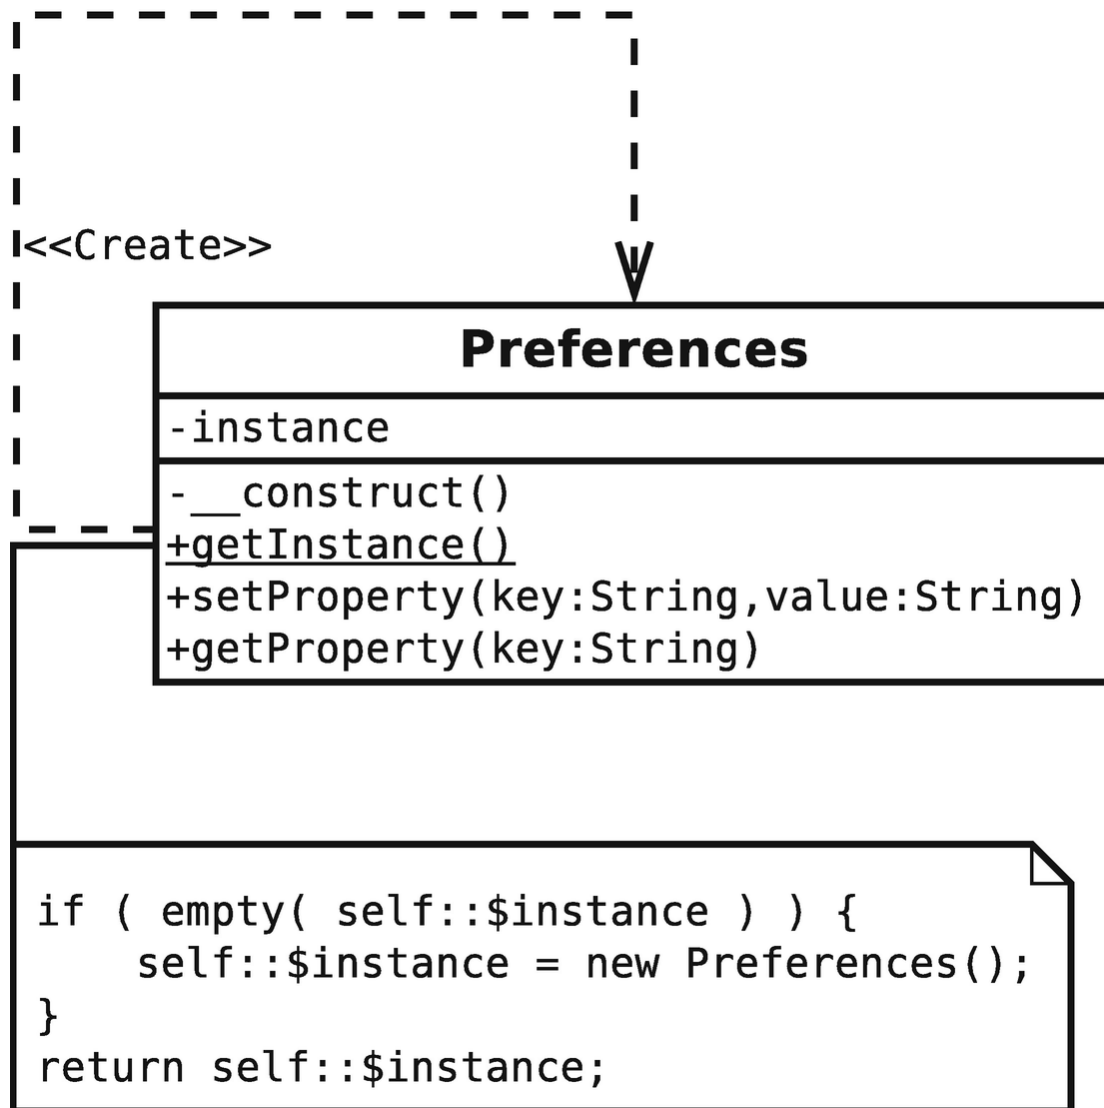 <<Create>>
Preferences
-instance
-__construct()
+getInstance()
+setProperty(key:String,value:String)
+getProperty(key:String)
if ( empty( self::$instance ) ) {
    self::$instance = new Preferences();
}
return self::$instance;